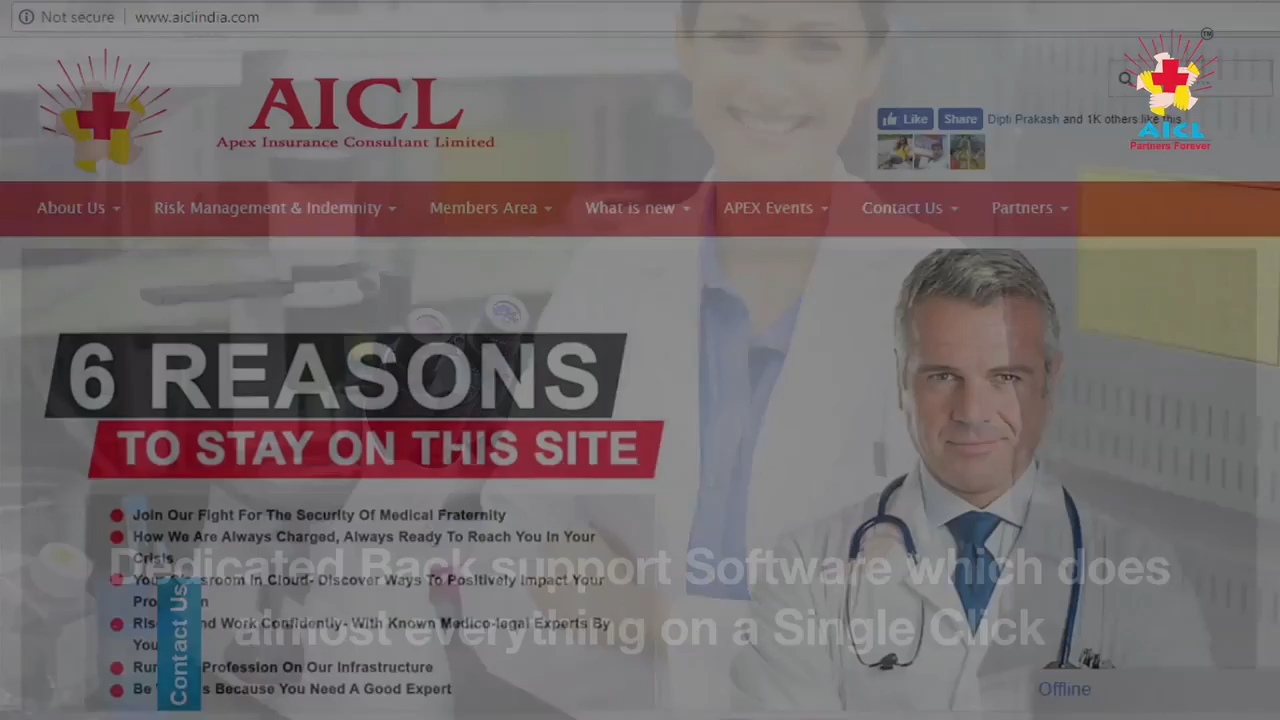 Not secure
www.aiclindia.com
AICL
Apex Insurance Consultant Limited
Like
Share
Dipti Prakash and 1K others like this
TM
AICL
Partners Forever
About Us
Risk Management & Indemnity
Members Area
What is new
APEX Events
Contact Us
Partners
6 REASONS
TO STAY ON THIS SITE
Join Our Fight For The Security Of Medical Fraternity
How We Are Always Charged, Always Ready To Reach You In Your
Crisis
In Cloud- Discover Ways To Positively Impact Your
Work Confidently- With Known Medico-legal Experts By
Profession On Our Infrastructure
Because You Need A Good Expert
Dedicated Back support Software which does
almost everything on a Single Click
Contact Us
Offline